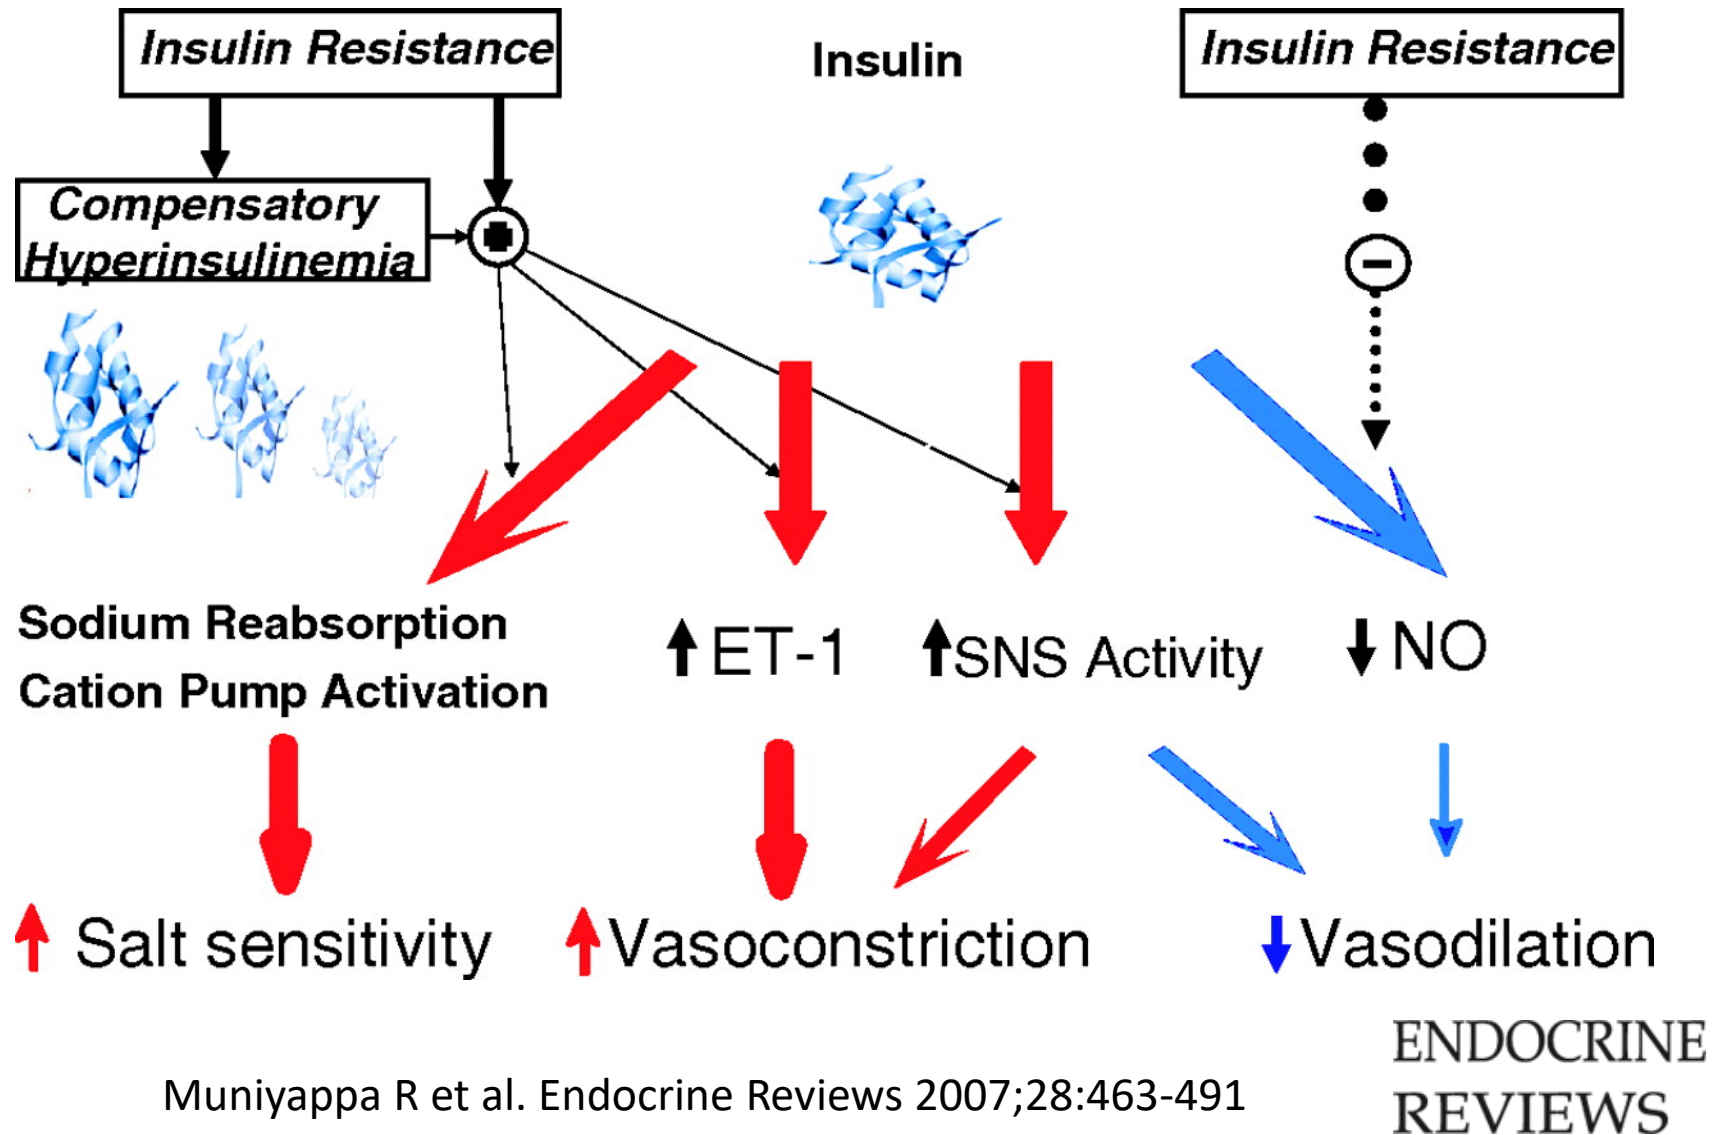 Insulin Resistance
Insulin
Insulin Resistance
Compensatory
Hyperinsulinemia
Sodium Reabsorption
Cation Pump Activation
↑ ET-1
↑ SNS Activity
↓ NO
↑ Salt sensitivity
↑ Vasoconstriction
↓ Vasodilation
Muniyappa R et al. Endocrine Reviews 2007;28:463-491
ENDOCRINE
REVIEWS